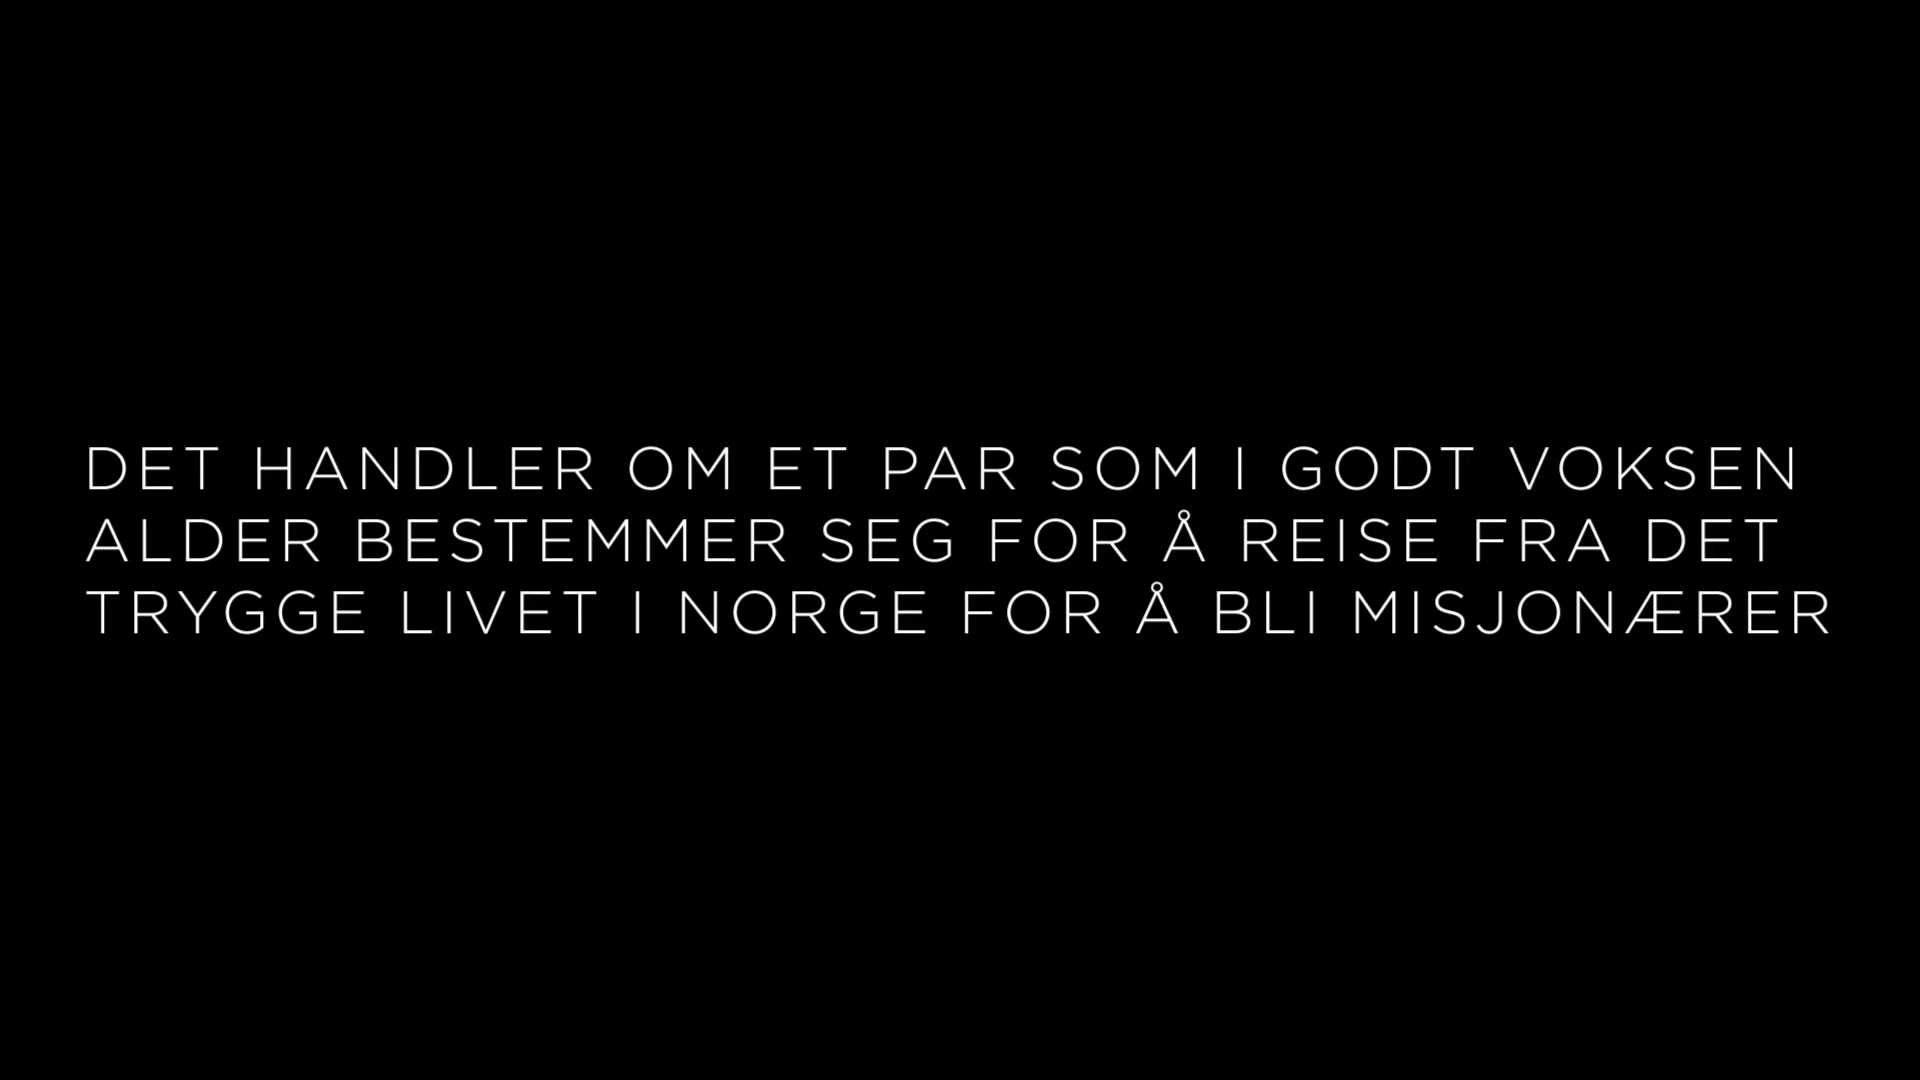 DET HANDLER OM ET PAR SOM I GODT VOKSEN
ALDER BESTEMMER SEG FOR Å REISE FRA DET
TRYGGE LIVET I NORGE FOR Å BLI MISJONÆRER